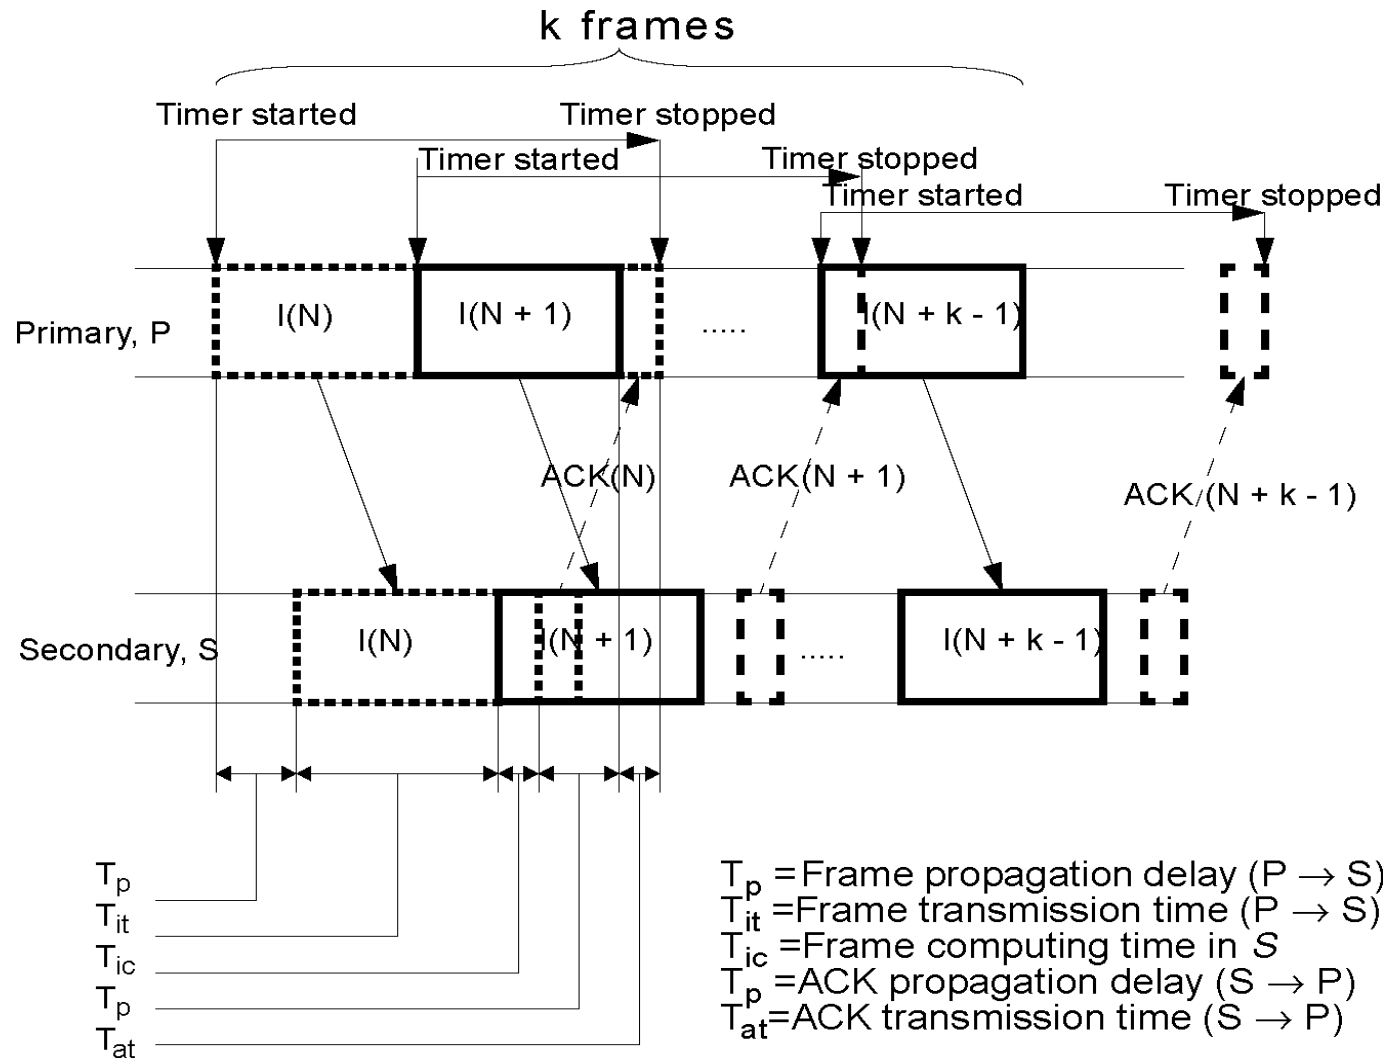 k frames
Timer started
Timer stopped
Timer started
Timer stopped
Timer started
Timer stopped
I(N)
I(N + 1)
.....
I(N + k - 1)
Primary, P
ACK(N)
ACK(N + 1)
ACK (N + k - 1)
Secondary, S
I(N)
I(N + 1)
.....
I(N + k - 1)
Tp
Tit
Tic
Tp
Tat
Tp =Frame propagation delay (P → S)
Tit =Frame transmission time (P → S)
Tic =Frame computing time in S
Tp =ACK propagation delay (S → P)
Tat=ACK transmission time (S → P)